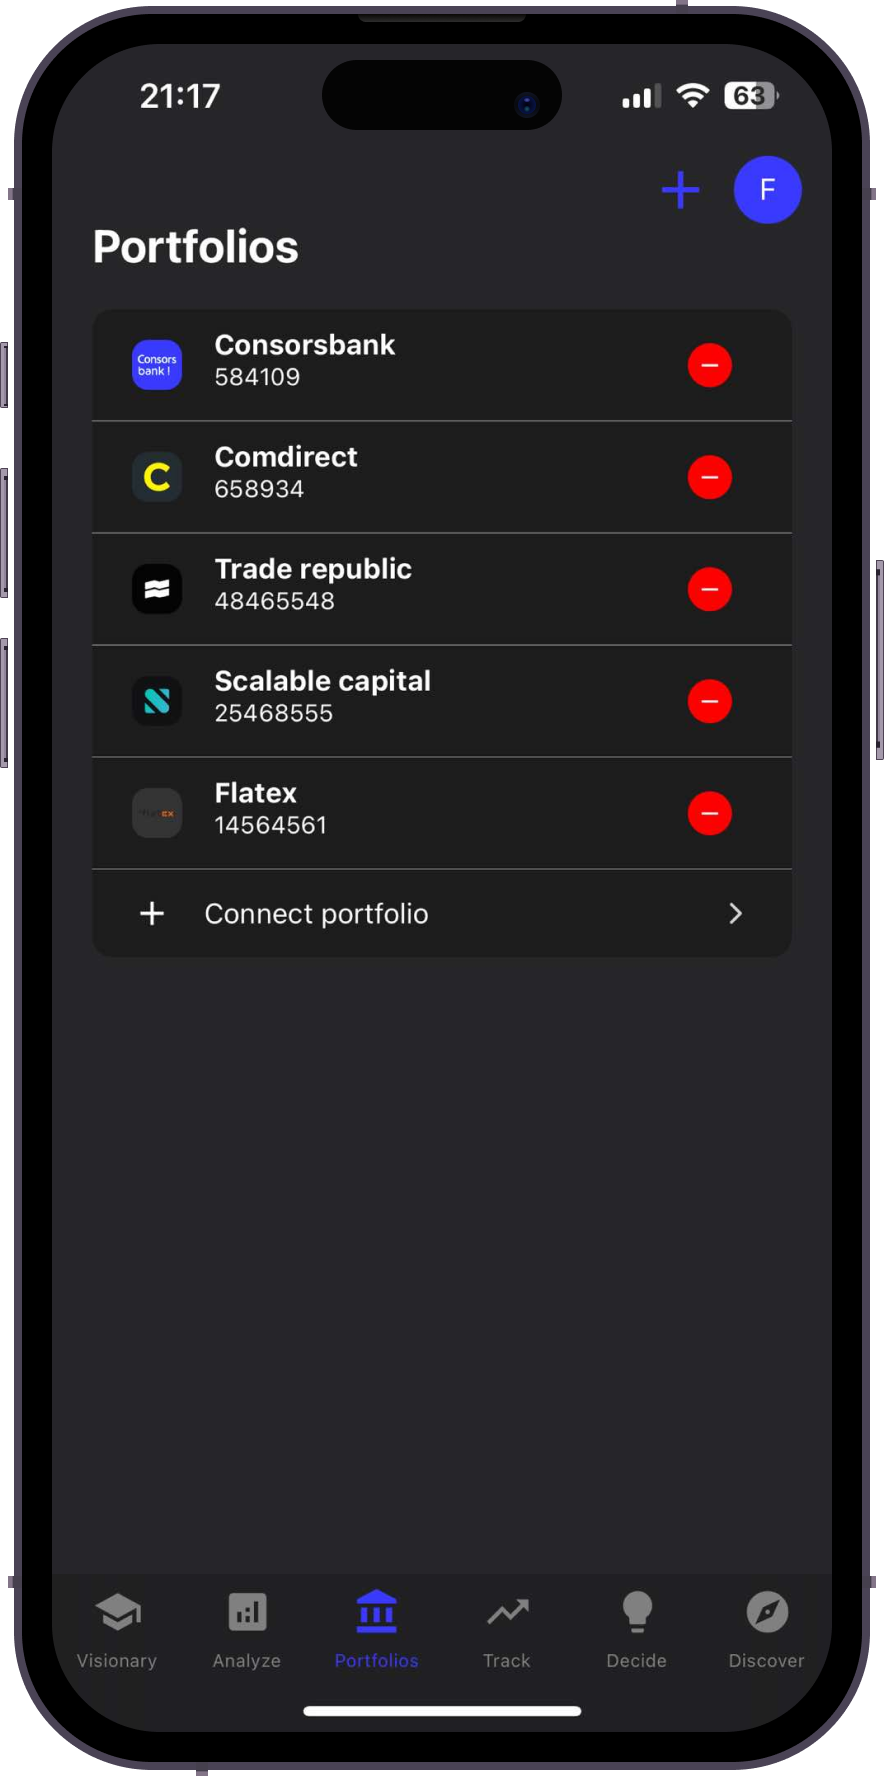 21:17
63
F
Portfolios
Consors
bank!
Consorsbank
584109
C
Comdirect
658934
Trade republic
48465548
Scalable capital
25468555
EX
Flatex
14564561
Connect portfolio
Visionary
Analyze
Portfolios
Track
Decide
Discover